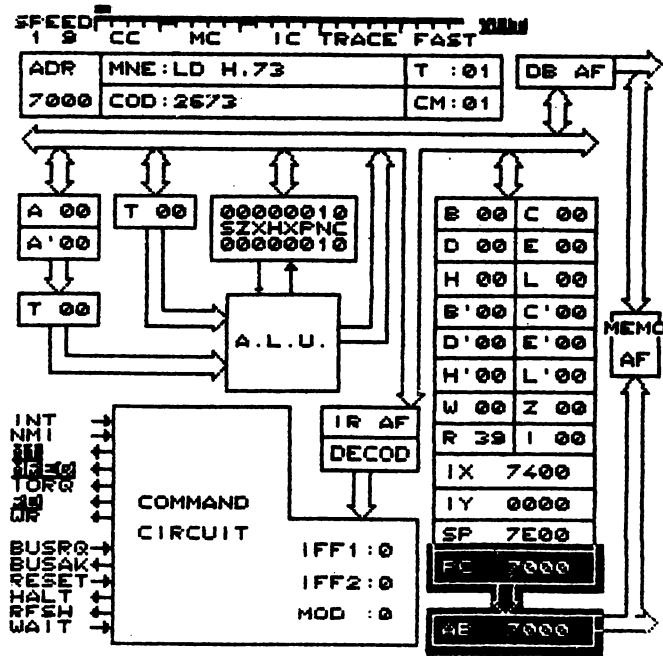 SPEED
1 9 CC MC IC TRACE FAST
ADR MNE:LD H.73 T :01 DB AF
7000 COD:2673 CM:01
A 00 T 00 00000010 B 00 C 00
A'00 SZXHXPNC D 00 E 00
00000010 H 00 L 00
T 00 A.L.U. B'00 C'00 MEMO
D'00 E'00 AF
H'00 L'00
IR AF W 00 Z 00
DECOD R 39 I 00
INT IX 7400
NMI IY 0000
SP 7E00
IORQ COMMAND PC 7000
WR CIRCUIT
BUSRQ IFF1:0
BUSAK
RESET IFF2:0
HALT
RFSH MOD :0
WAIT AB 7000